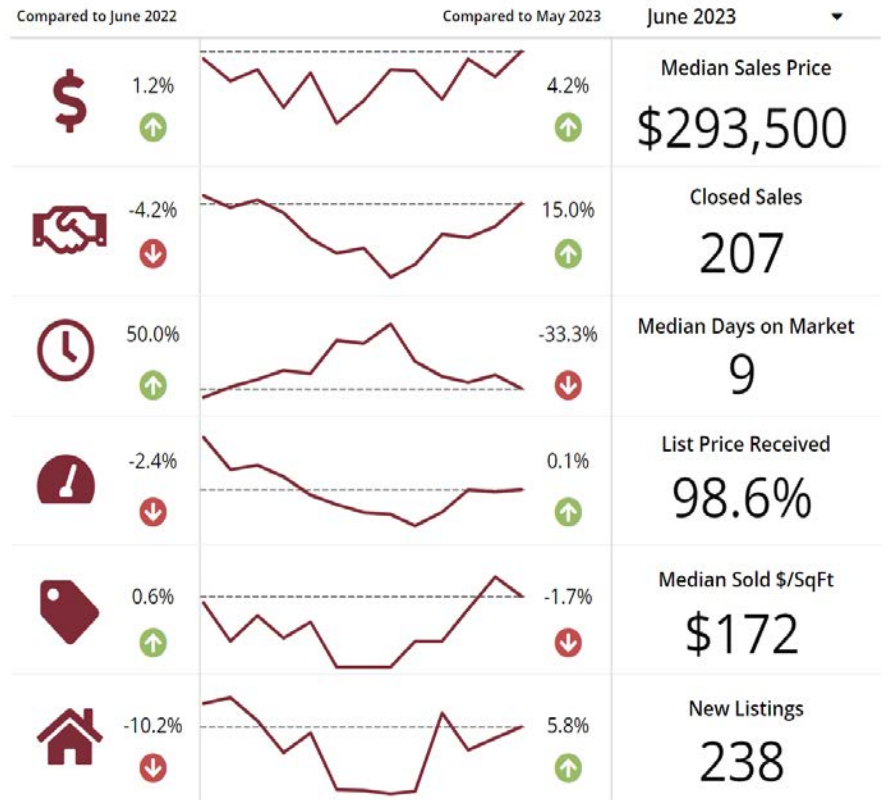 Compared to June 2022
Compared to May 2023
June 2023
1.2%
4.2%
Median Sales Price
$293,500
-4.2%
15.0%
Closed Sales
207
50.0%
-33.3%
Median Days on Market
9
-2.4%
0.1%
List Price Received
98.6%
0.6%
-1.7%
Median Sold $/SqFt
$172
-10.2%
5.8%
New Listings
238